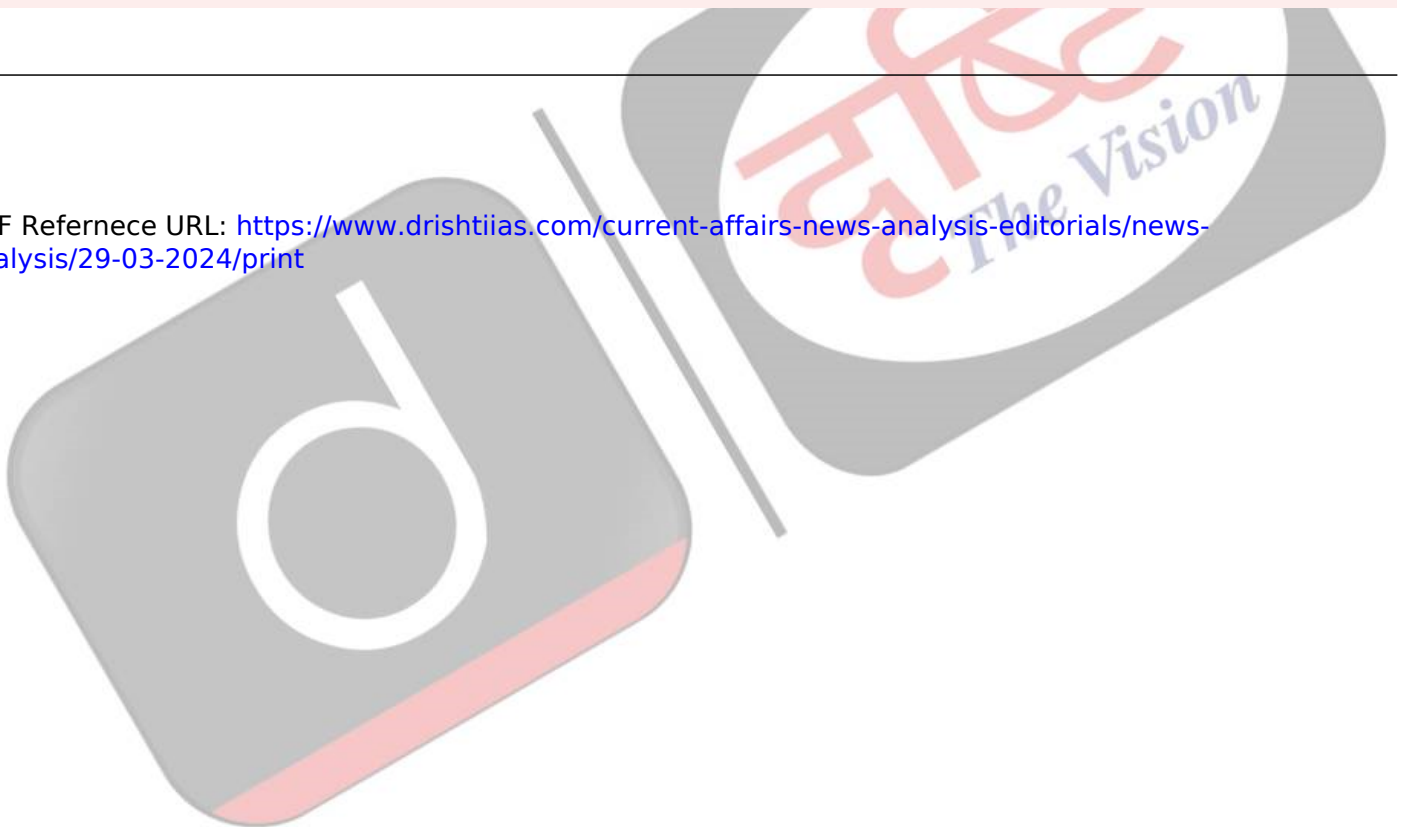 दृष्टि
The Vision
F Refernece URL: https://www.drishtiias.com/current-affairs-news-analysis-editorials/news-
alysis/29-03-2024/print
d